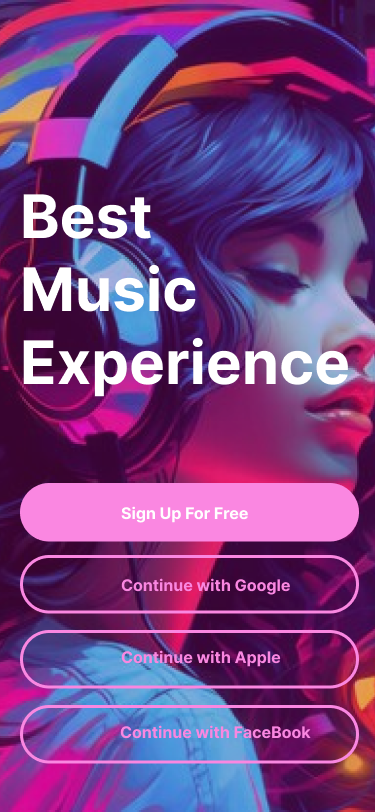 Best
Music
Experience
Sign Up For Free
Continue with Google
Continue with Apple
Continue with FaceBook